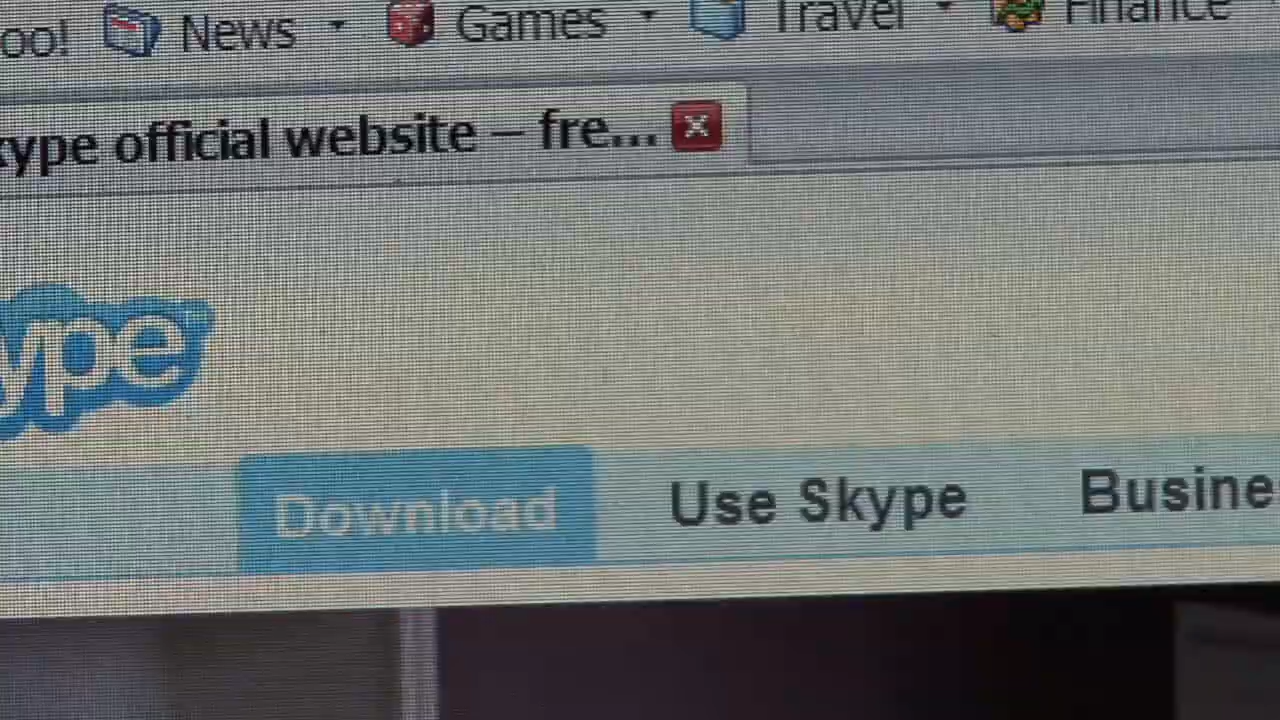 oo! News Games Travel Finance
kype official website – fre...
ype
Download Use Skype Busine